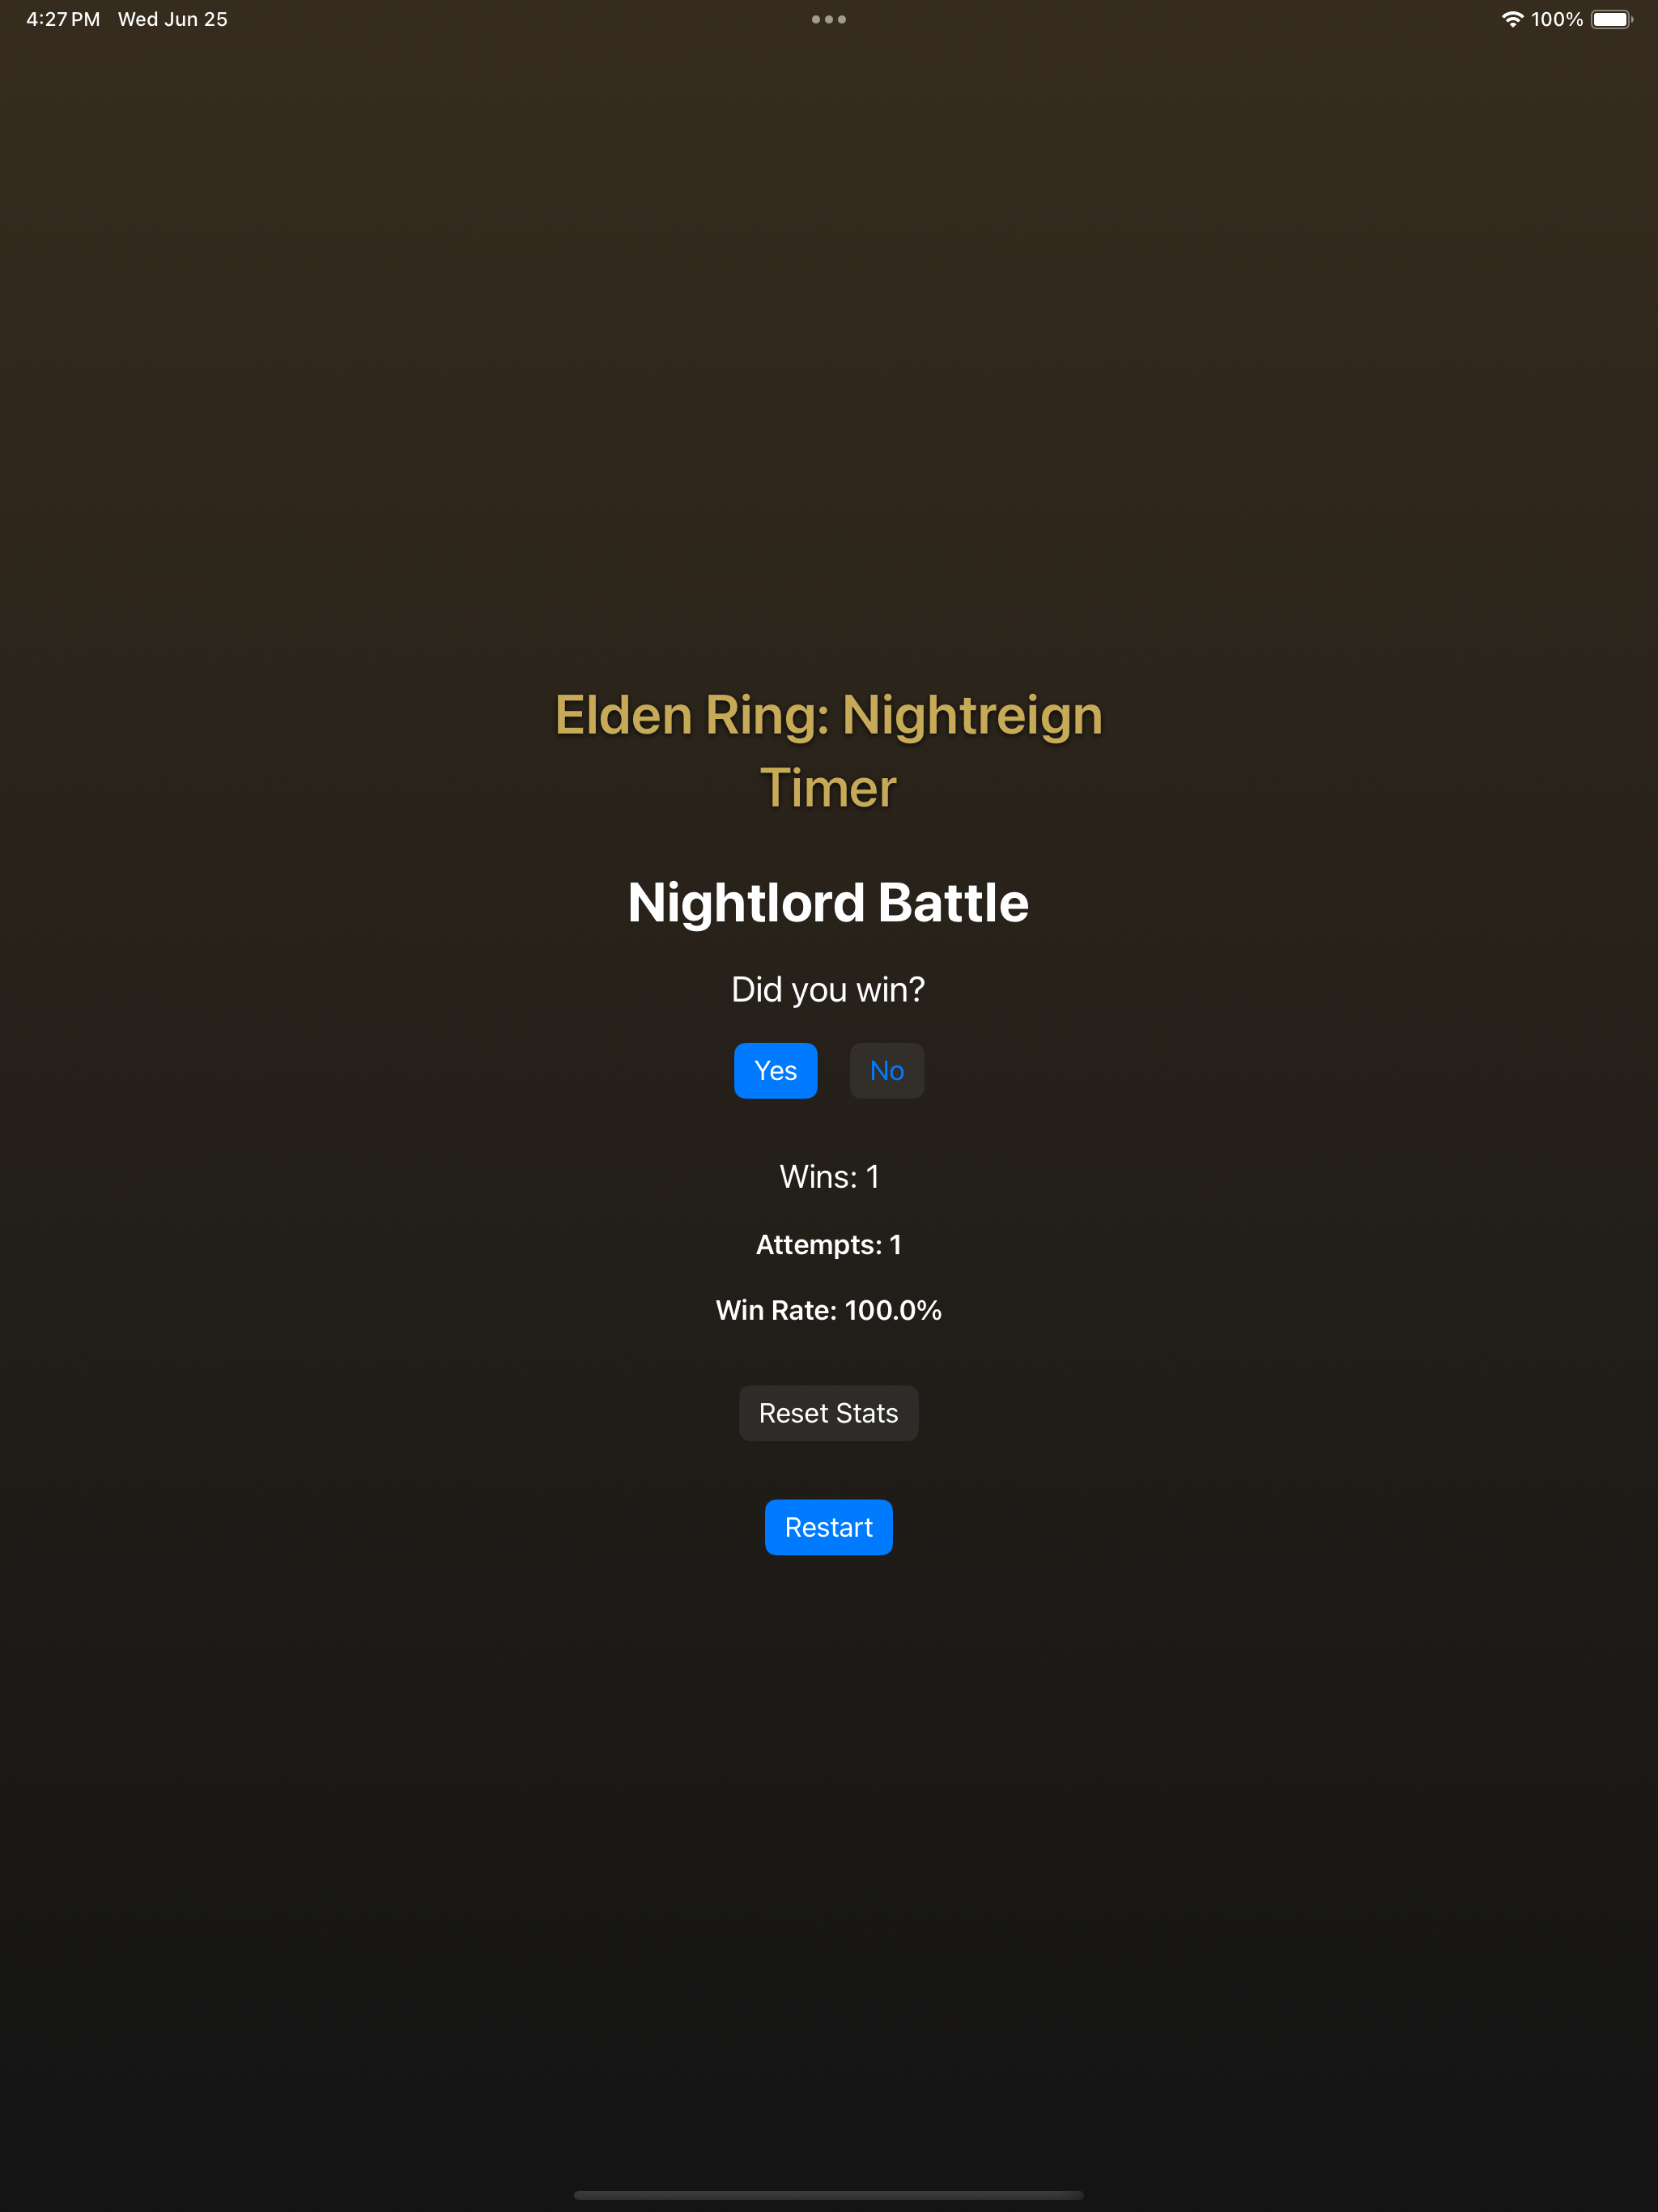 4:27 PM Wed Jun 25
100%
Elden Ring: Nightreign
Timer
Nightlord Battle
Did you win?
Yes No
Wins: 1
Attempts: 1
Win Rate: 100.0%
Reset Stats
Restart